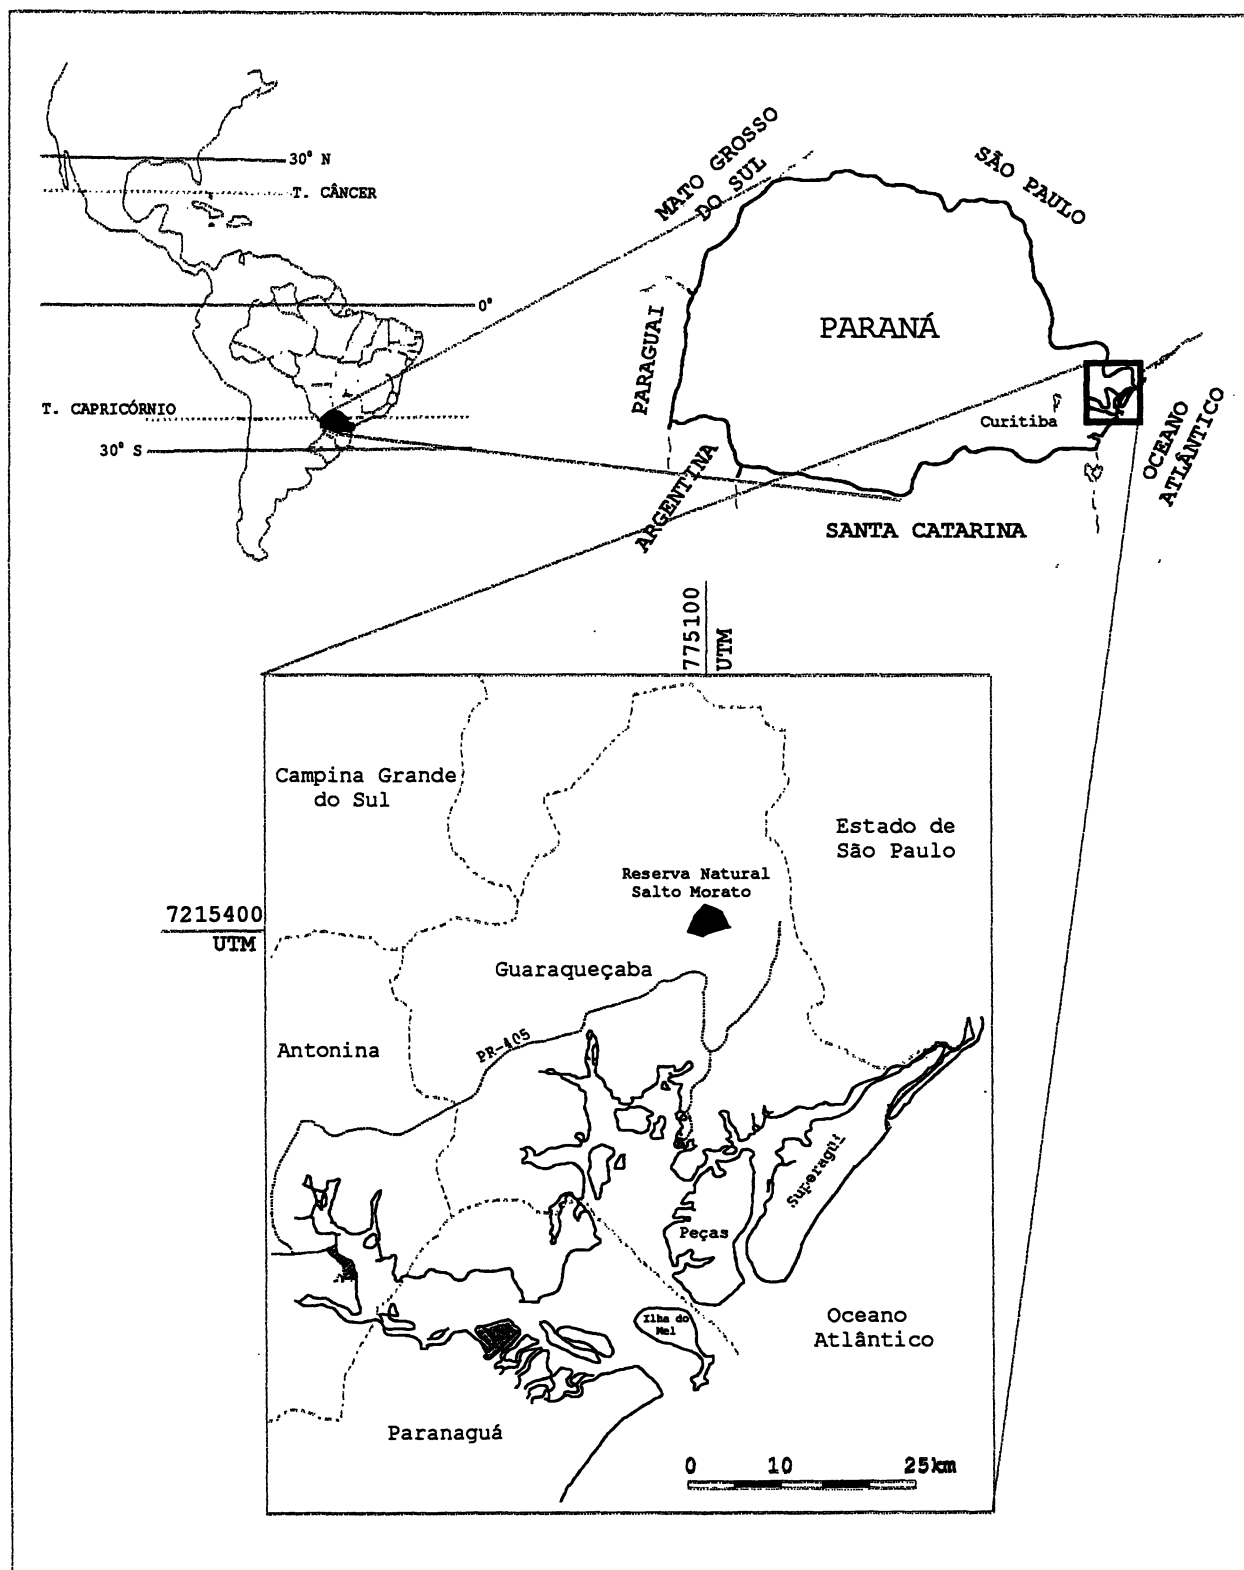 30° N
T. CÂNCER
0°
T. CAPRICÓRNIO
30° S
MATO GROSSO
DO SUL
SÃO PAULO
PARAGUAI
PARANÁ
Curitiba
OCEANO
ATLÂNTICO
ARGENTINA
SANTA CATARINA
775100
UTM
7215400
UTM
Campina Grande
do Sul
Estado de
São Paulo
Reserva Natural
Salto Morato
Guaraqueçaba
PR-405
Antonina
Superagüi
Peças
Ilha do
Mel
Oceano
Atlântico
Paranaguá
0 10 25km